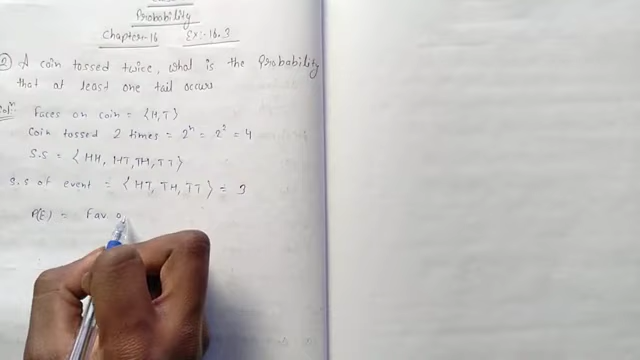 Probability
Chapter-16 Ex:-16.3
② A coin tossed twice, what is the Probability
that at least one tail occurs
Solⁿ. Faces on coin = {H,T}
Coin tossed 2 times = 2ⁿ = 2² = 4
S.S = {HH, HT, TH, TT}
S.S of event = {HT, TH, TT} = 3
P(E) = Fav. o